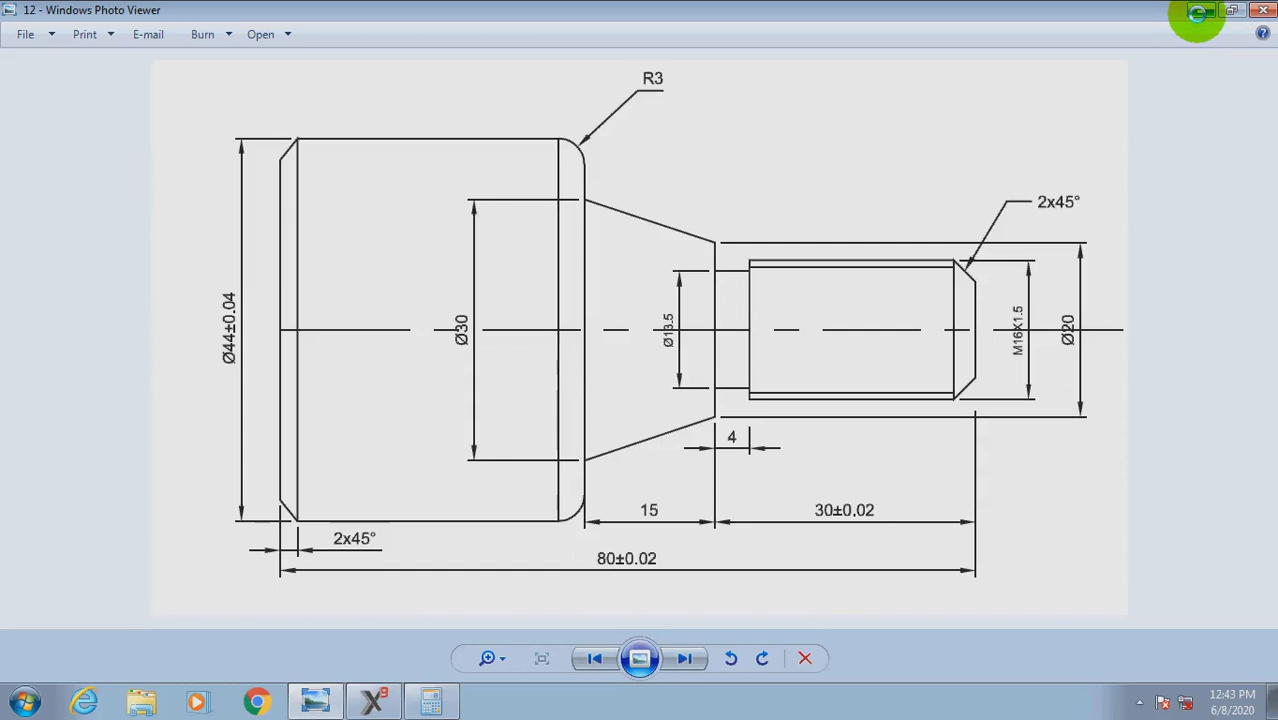 12 - Windows Photo Viewer
File Print E-mail Burn Open
R3
2x45°
Ø44±0.04
Ø30
Ø13.5
M16X1.5
Ø20
4
15
30±0.02
2x45°
80±0.02
12:43 PM
6/8/2020